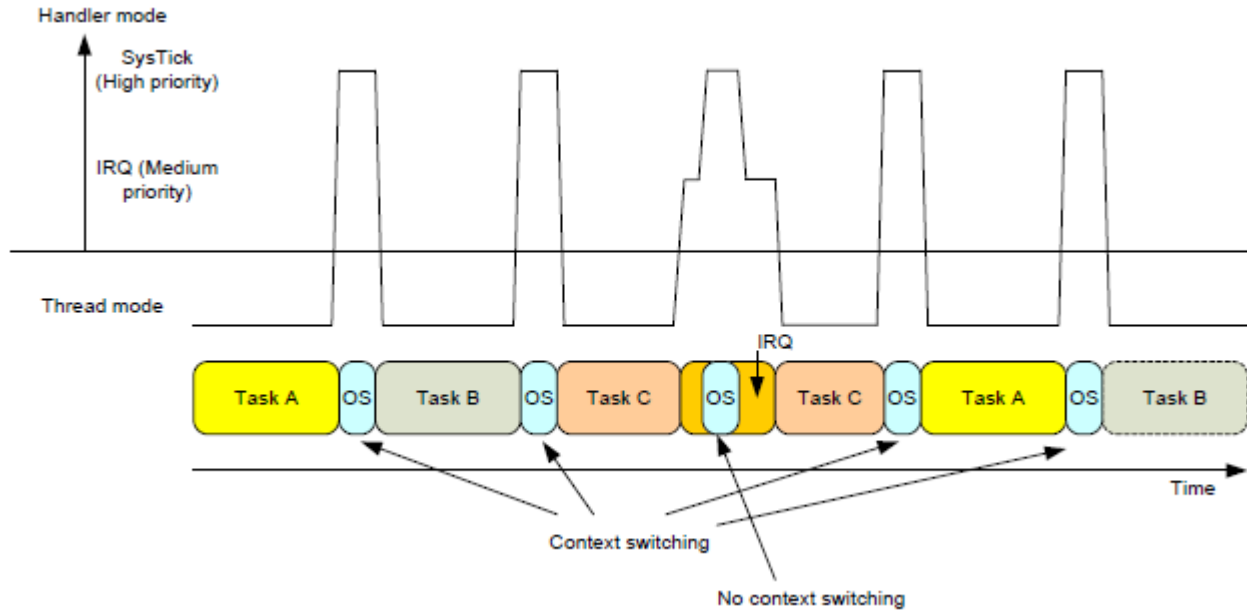 Handler mode
SysTick
(High priority)
IRQ (Medium
priority)
Thread mode
IRQ
Task A
OS
Task B
OS
Task C
OS
Task C
OS
Task A
OS
Task B
Time
Context switching
No context switching